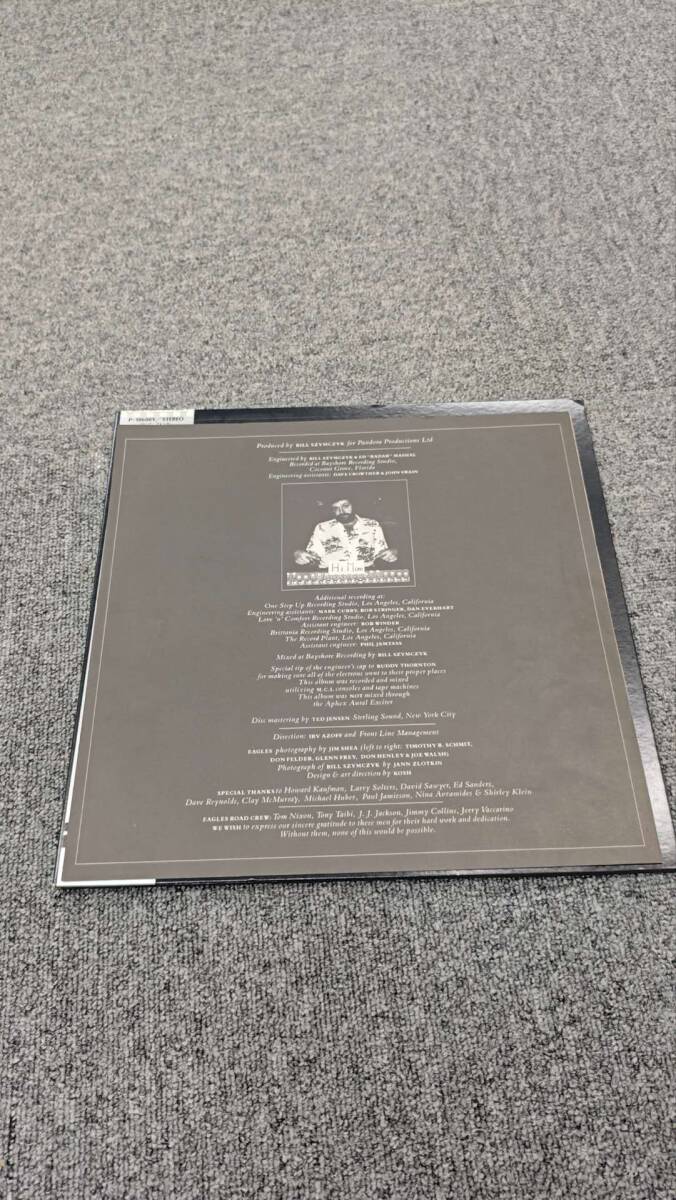 STEREO
Produced by BILL SZYMCZYK for Pandora Productions Ltd
Engineered by BILL SZYMCZYK & ED "RADAR" MASHAL
Recorded at Bayshore Recording Studio,
Coconut Grove, Florida
Engineering assistants: DAVE CROWTHER & JOHN SWAIN
Additional recording at:
One Step Up Recording Studio, Los Angeles, California
Engineering assistants: MARK CURRY, BOB STRINGER, DAN EVERHART
Love 'n' Comfort Recording Studio, Los Angeles, California
Assistant engineer: BOB WINDER
Brittania Recording Studio, Los Angeles, California
The Record Plant, Los Angeles, California
Assistant engineer: PHIL JAMTASS
Mixed at Bayshore Recording by BILL SZYMCZYK
Special tip of the engineer's cap to BUDDY THORNTON
for making sure all of the electrons went to their proper places
This album was recorded and mixed
utilizing M.C.I. consoles and tape machines
This album was NOT mixed through
the Aphex Aural Exciter
Disc mastering by TED JENSEN Sterling Sound, New York City
Direction: IRV AZOFF and Front Line Management
EAGLES photography by JIM SHEA (left to right: TIMOTHY B. SCHMIT,
DON FELDER, GLENN FREY, DON HENLEY & JOE WALSH)
Photograph of BILL SZYMCZYK by JANN ZLOTKIN
Design & art direction by KOSH
SPECIAL THANKS to Howard Kaufman, Larry Solters, David Sawyer, Ed Sanders,
Dave Reynolds, Clay McMurray, Michael Huber, Paul Jamieson, Nina Avramides & Shirley Klein
EAGLES ROAD CREW: Tom Nixon, Tony Taibi, J. J. Jackson, Jimmy Collins, Jerry Vaccarino
WE WISH to express our sincere gratitude to these men for their hard work and dedication.
Without them, none of this would be possible.